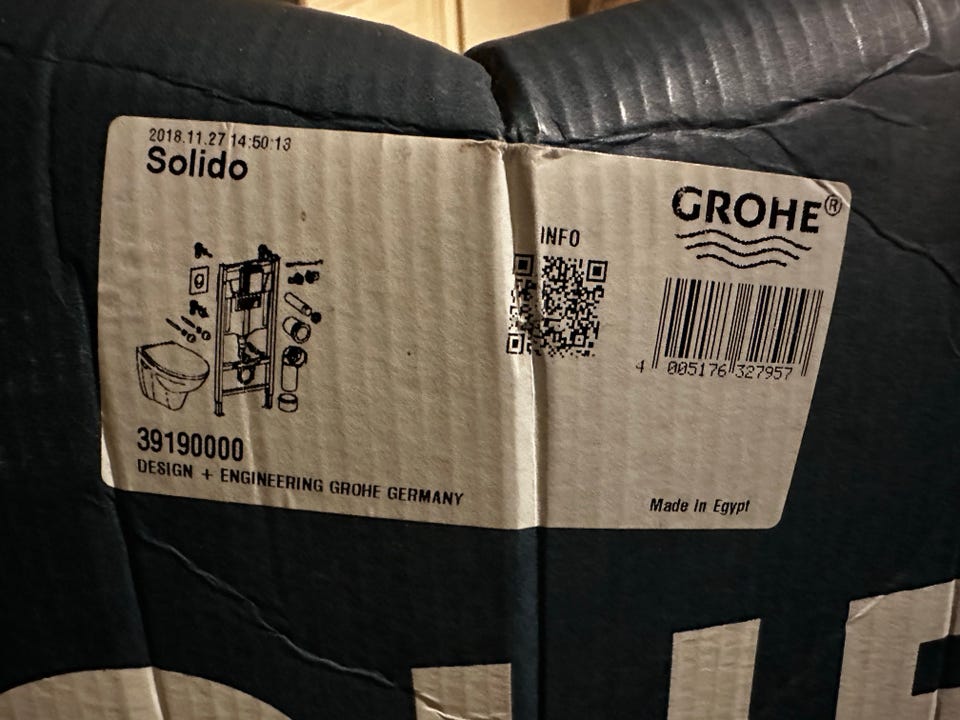 2018.11.27 14:50:13
Solido
GROHE®
INFO
4 005176 327957
39190000
DESIGN + ENGINEERING GROHE GERMANY
Made in Egypt